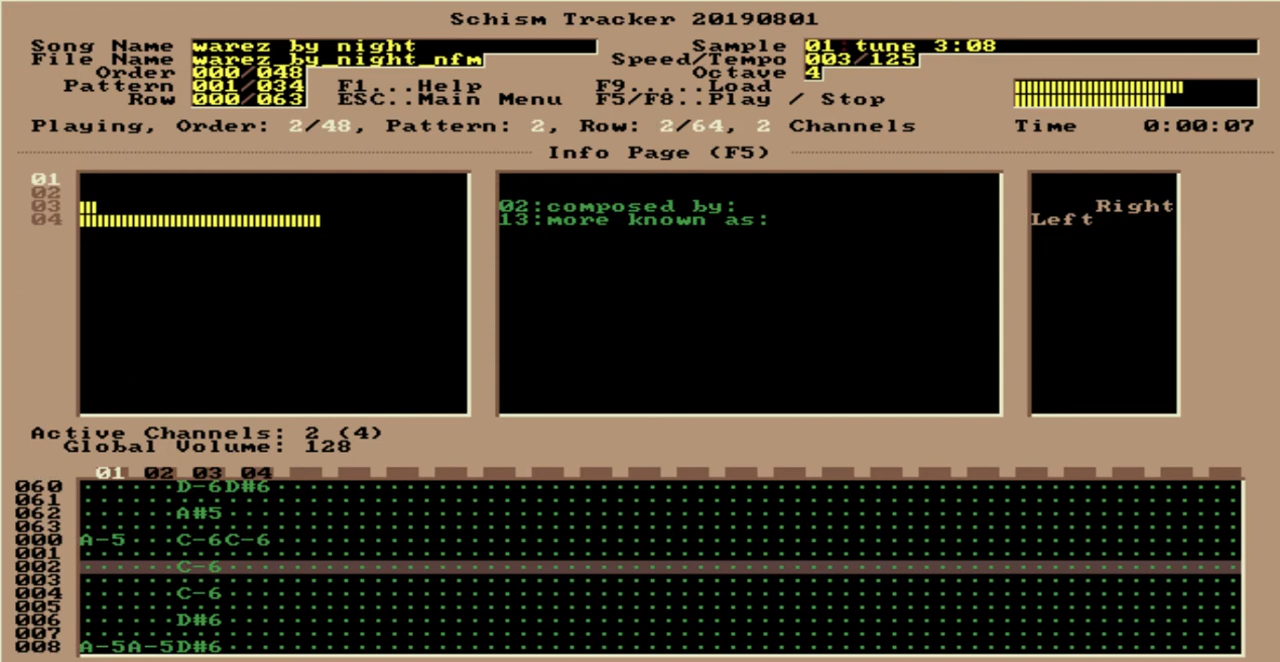 Schism Tracker 20190801
Song Name warez by night Sample 01 tune 3:08
File Name warez_by_night_nfm Speed/Tempo 003/125
Order 000/048 Octave 4
Pattern 001/034 F1...Help F9.....Load
Row 000/063 ESC..Main Menu F5/F8..Play / Stop
Playing, Order: 2/48, Pattern: 2, Row: 2/64, 2 Channels Time 0:00:07
Info Page (F5)
01
02
03 02:composed by: Right
04 13:more known as: Left
Active Channels: 2 (4)
Global Volume: 128
01 02 03 04
060 D-6 D#6
061
062 A#5
063
000 A-5 C-6 C-6
001
002 C-6
003
004 C-6
005
006 D#6
007
008 A-5 A-5 D#6